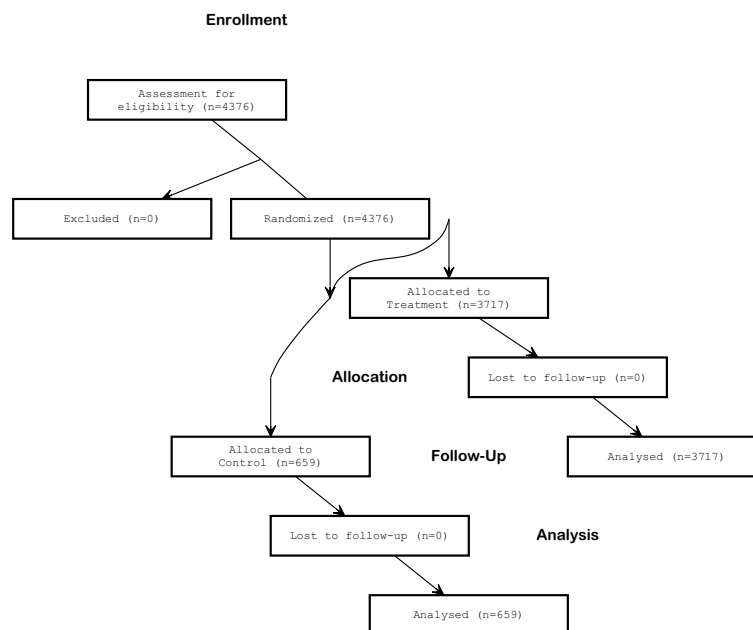 Enrollment
Assessment for
eligibility (n=4376)
Excluded (n=0)
Randomized (n=4376)
Allocated to
Treatment (n=3717)
Allocation
Lost to follow-up (n=0)
Allocated to
Control (n=659)
Follow-Up
Analysed (n=3717)
Lost to follow-up (n=0)
Analysis
Analysed (n=659)